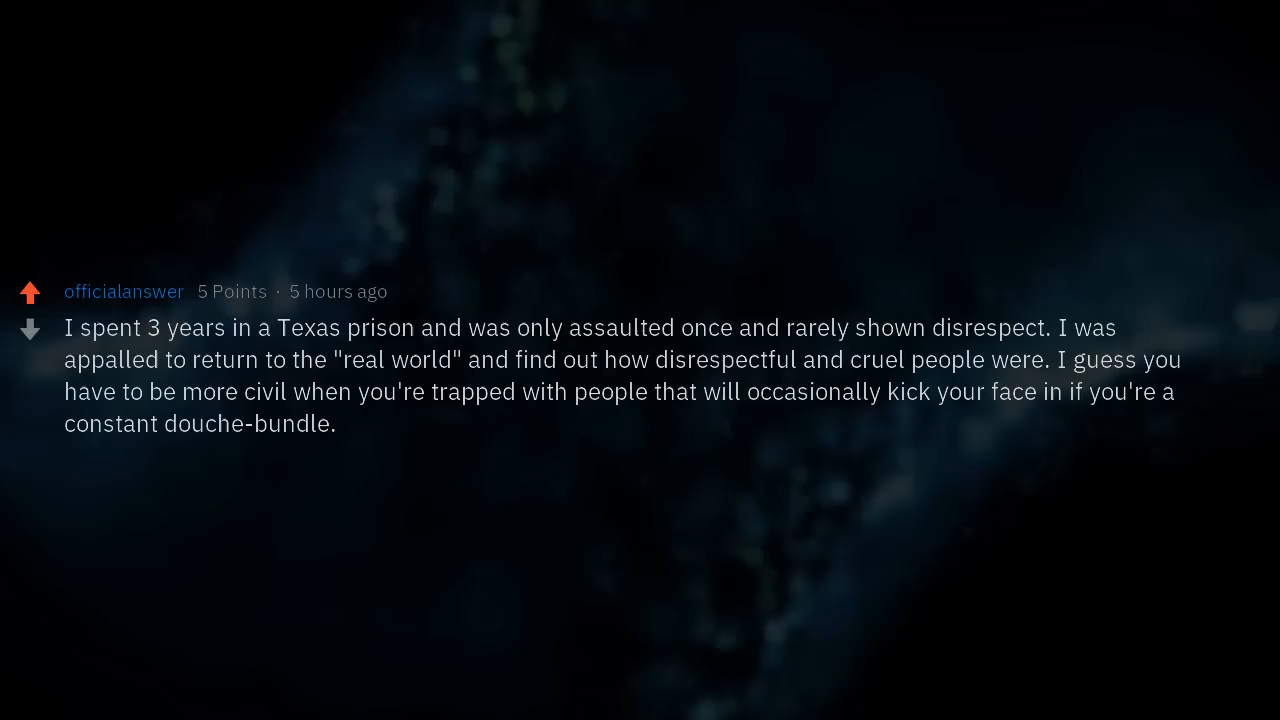 officialanswer 5 Points · 5 hours ago
I spent 3 years in a Texas prison and was only assaulted once and rarely shown disrespect. I was
appalled to return to the "real world" and find out how disrespectful and cruel people were. I guess you
have to be more civil when you're trapped with people that will occasionally kick your face in if you're a
constant douche-bundle.